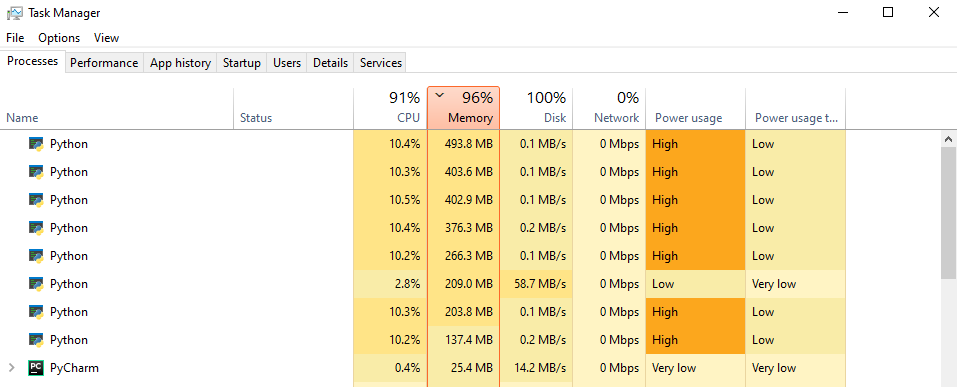 Task Manager
File Options View
Processes Performance App history Startup Users Details Services
91% 96% 100% 0%
Name Status CPU Memory Disk Network Power usage Power usage t...
Python 10.4% 493.8 MB 0.1 MB/s 0 Mbps High Low
Python 10.3% 403.6 MB 0.1 MB/s 0 Mbps High Low
Python 10.5% 402.9 MB 0.1 MB/s 0 Mbps High Low
Python 10.4% 376.3 MB 0.2 MB/s 0 Mbps High Low
Python 10.2% 266.3 MB 0.1 MB/s 0 Mbps High Low
Python 2.8% 209.0 MB 58.7 MB/s 0 Mbps Low Very low
Python 10.3% 203.8 MB 0.1 MB/s 0 Mbps High Low
Python 10.2% 137.4 MB 0.2 MB/s 0 Mbps High Low
PC PyCharm 0.4% 25.4 MB 14.2 MB/s 0 Mbps Very low Very low